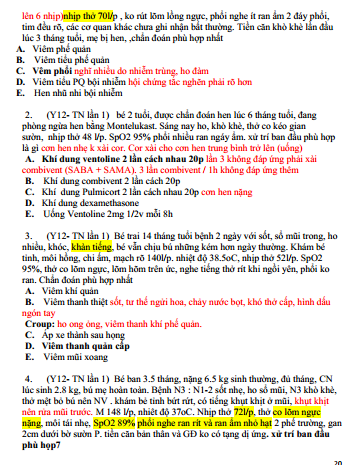 lên 6 nhịp)nhịp thở 70l/p , ko rút lõm lồng ngực, phổi nghe ít ran ẩm 2 đáy phổi,
tim đều rõ, các cơ quan khác chưa ghi nhận bất thường. Tiền căn khò khè lần đầu
lúc 3 tháng tuổi, mẹ bị hen, ,chẩn đoán phù hợp nhất
A. Viêm phế quản
B. Viêm tiểu phế quản
C. Vêm phổi nghĩ nhiều do nhiễm trùng, ho đàm
D. Viêm tiểu PQ bội nhiễm hội chứng tắc nghẽn phải rõ hơn
E. Hen nhũ nhi bội nhiễm
2. (Y12- TN lần 1) bé 2 tuổi, được chẩn đoán hen lúc 6 tháng tuổi, đang
phòng ngừa hen bằng Montelukast. Sáng nay ho, khò khè, thở co kéo gian
sườn, nhịp thở 48 l/p. SpO2 95% phổi nhiều ran ngáy ẩm. xử trí ban đầu phù hợp
là gì cơn hen nhẹ k xài cor. Cor xài cho cơn hen trung bình trở lên (uống)
A. Khí dung ventoline 2 lần cách nhau 20p lần 3 không đáp ứng phải xài
combivent (SABA + SAMA). 3 lần combivent / 1h không đáp ứng thêm
B. Khí dung combivent 2 lần cách 20p
C. Khí dung Pulmicort 2 lần cách nhau 20p cơn hen nặng
D. Khí dung dexamethasone
E. Uống Ventoline 2mg 1/2v mỗi 8h
3. (Y12- TN lần 1) Bé trai 14 tháng tuổi bệnh 2 ngày với sốt, sổ mũi trong, ho
nhiều, khóc, khàn tiếng, bé vẫn chịu bú những kém hơn ngày thường. Khám bé
tỉnh, môi hồng, chi ấm, mạch rõ 140l/p. nhiệt độ 38.5oC, nhịp thở 52l/p. SpO2
95%, thở co lõm ngực, lõm hõm trên ức, nghe tiếng thở rít khi ngồi yên, phổi ko
ran. Chẩn đoán phù hợp nhất
A. Viêm khí quản
B. Viêm thanh thiệt sốt, tư thế ngửi hoa, chảy nước bọt, khó thở cấp, hình dấu
ngón tay
Croup: ho ong óng, viêm thanh khí phế quản.
C. Áp xe thành sau họng
D. Viêm thanh quản cấp
E. Viêm mũi xoang
4. (Y12- TN lần 1) Bé ban 3.5 tháng, nặng 6.5 kg sinh thường, đủ tháng, CN
lúc sinh 2.8 kg, bú mẹ hoàn toàn. Bệnh N3 : N1-2 sốt nhẹ, ho sổ mũi, N3 khò khè,
thở mệt bỏ bú nên NV . khám bé tỉnh bứt rứt, có tiếng khụt khịt ở mũi, khụt khịt
nên rửa mũi trước. M 148 l/p, nhiêt độ 37oC. Nhịp thở 72l/p, thở co lõm ngực
nặng, môi tái nhẹ, SpO2 89% phổi nghe ran rít và ran ẩm nhỏ hạt 2 phế trường, gan
2cm dưới bờ sườn P. tiền căn bản thân và GĐ ko có tạng dị ứng. xử trí ban đầu
phù họp7
20